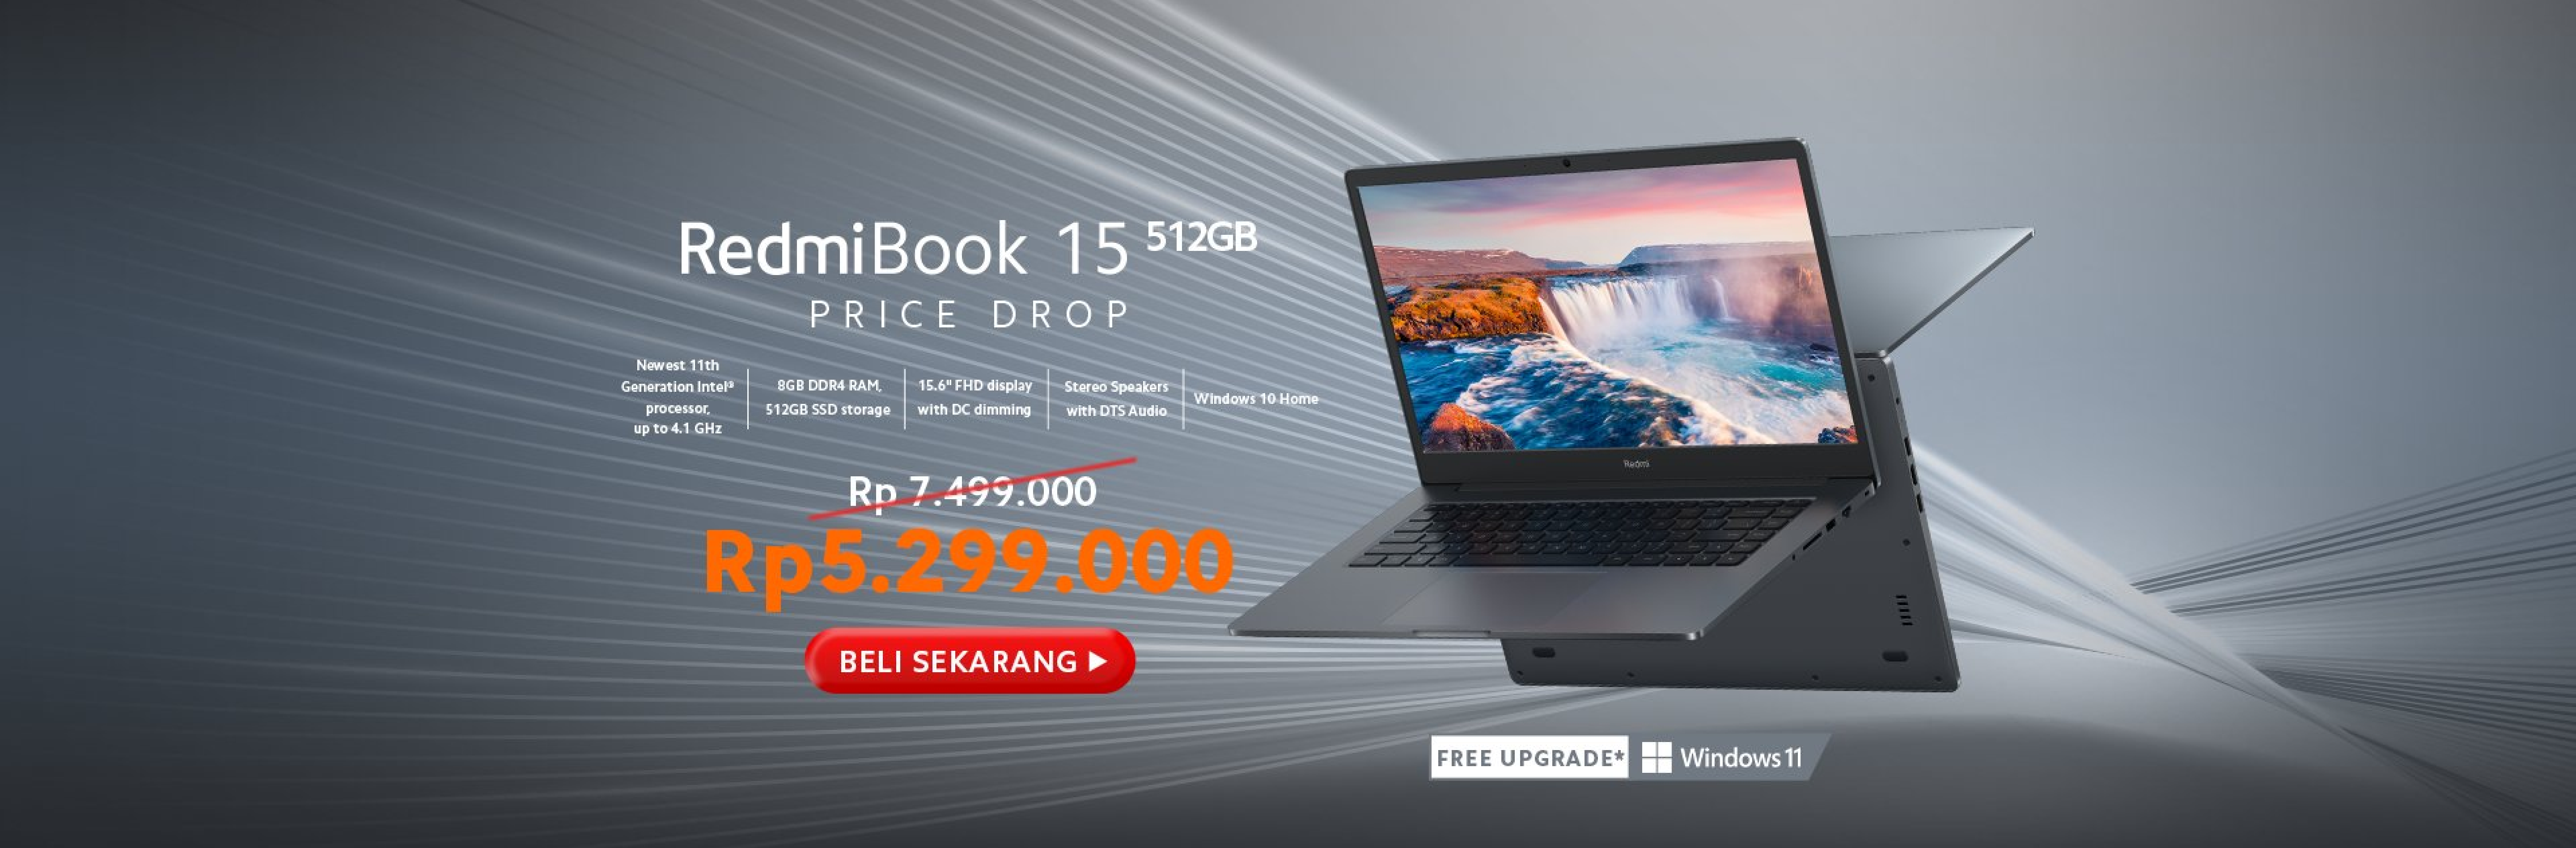 RedmiBook 15 512GB
PRICE DROP
Newest 11th
Generation Intel®
processor,
up to 4.1 GHz
8GB DDR4 RAM,
512GB SSD storage
15.6" FHD display
with DC dimming
Stereo Speakers
with DTS Audio
Windows 10 Home
Rp 7.499.000
Rp5.299.000
BELI SEKARANG
Redmi
FREE UPGRADE* Windows 11